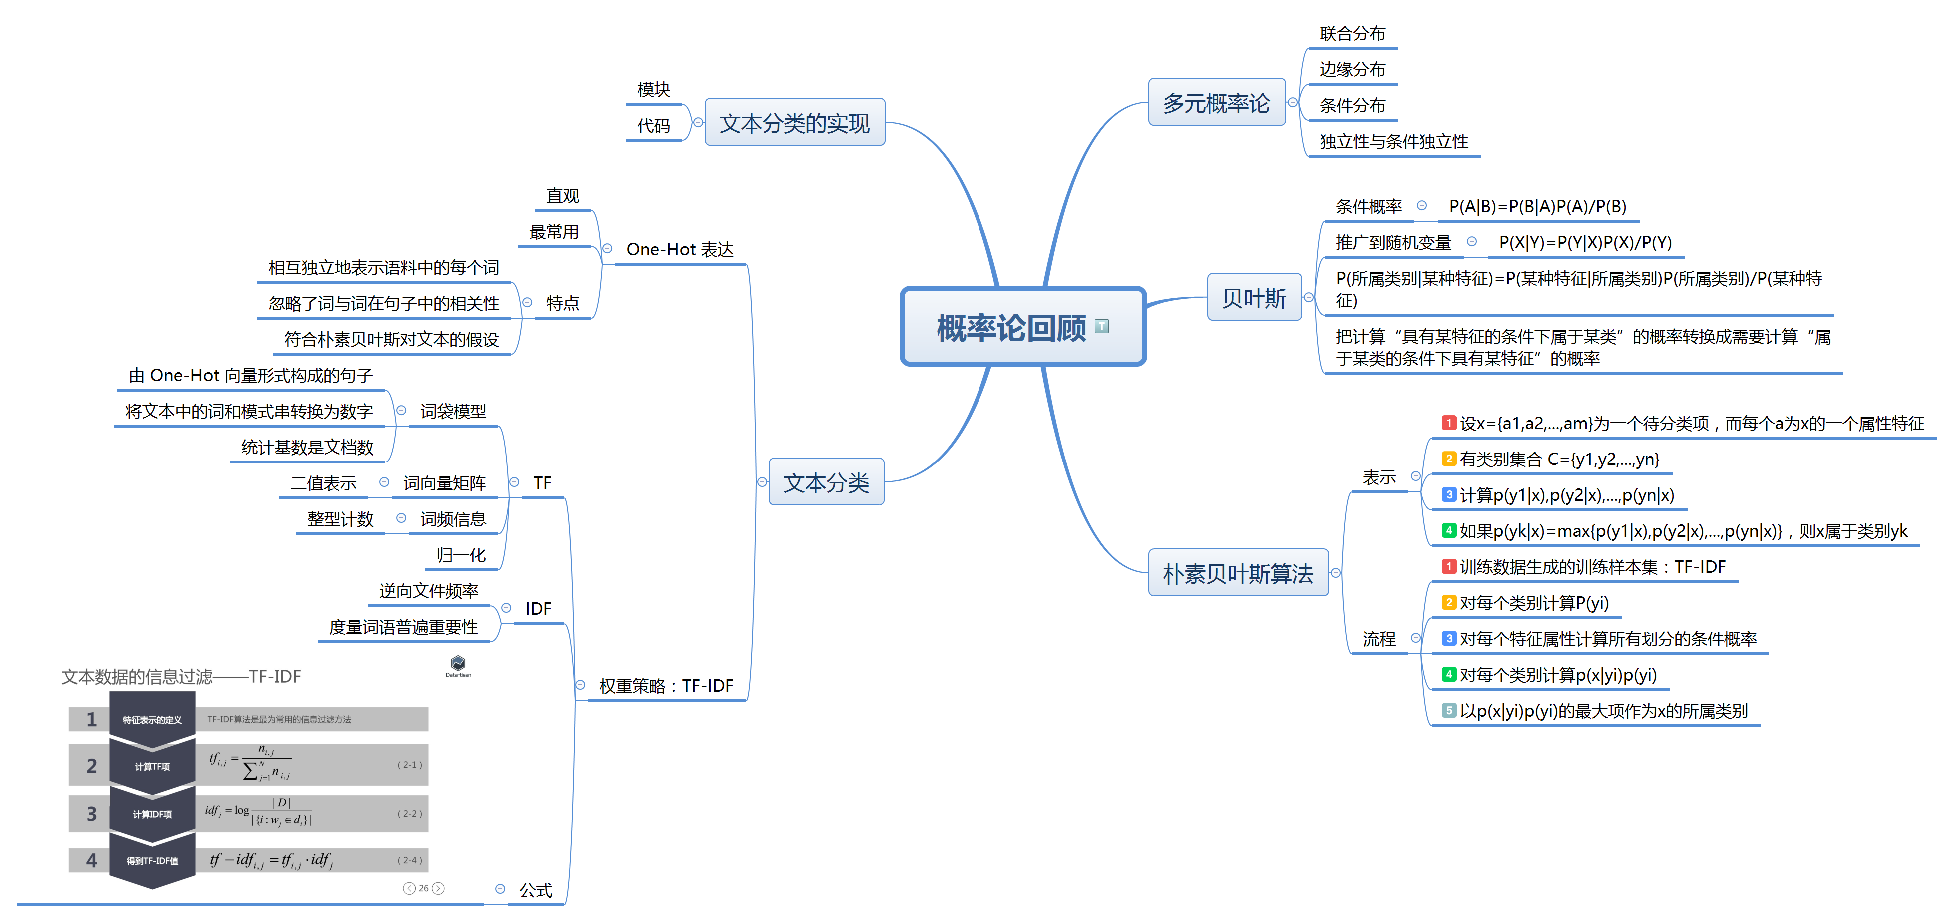 概率论回顾
多元概率论
联合分布
边缘分布
条件分布
独立性与条件独立性
贝叶斯
条件概率
P(A|B)=P(B|A)P(A)/P(B)
推广到随机变量
P(X|Y)=P(Y|X)P(X)/P(Y)
P(所属类别|某种特征)=P(某种特征|所属类别)P(所属类别)/P(某种特
征)
把计算“具有某特征的条件下属于某类”的概率转换成需要计算“属
于某类的条件下具有某特征”的概率
朴素贝叶斯算法
表示
1 设x={a1,a2,...,am}为一个待分类项，而每个a为x的一个属性特征
2 有类别集合 C={y1,y2,...,yn}
3 计算p(y1|x),p(y2|x),...,p(yn|x)
4 如果p(yk|x)=max{p(y1|x),p(y2|x),...,p(yn|x)}，则x属于类别yk
流程
1 训练数据生成的训练样本集：TF-IDF
2 对每个类别计算P(yi)
3 对每个特征属性计算所有划分的条件概率
4 对每个类别计算p(x|yi)p(yi)
5 以p(x|yi)p(yi)的最大项作为x的所属类别
文本分类的实现
模块
代码
文本分类
One-Hot 表达
直观
最常用
特点
相互独立地表示语料中的每个词
忽略了词与词在句子中的相关性
符合朴素贝叶斯对文本的假设
权重策略：TF-IDF
TF
词袋模型
由 One-Hot 向量形式构成的句子
将文本中的词和模式串转换为数字
统计基数是文档数
词向量矩阵
二值表示
词频信息
整型计数
归一化
IDF
逆向文件频率
度量词语普遍重要性
公式
文本数据的信息过滤——TF-IDF
Datartisan
1 特征表示的定义 TF-IDF算法是最为常用的信息过滤方法
2 计算TF项 tf_{i,j} = n_{i,j} / ∑_{j=1}^{N} n_{i,j} (2-1)
3 计算IDF项 idf_j = log |D| / |{i : w_j ∈ d_i}| (2-2)
4 得到TF-IDF值 tf − idf_{i,j} = tf_{i,j} · idf_j (2-4)
26